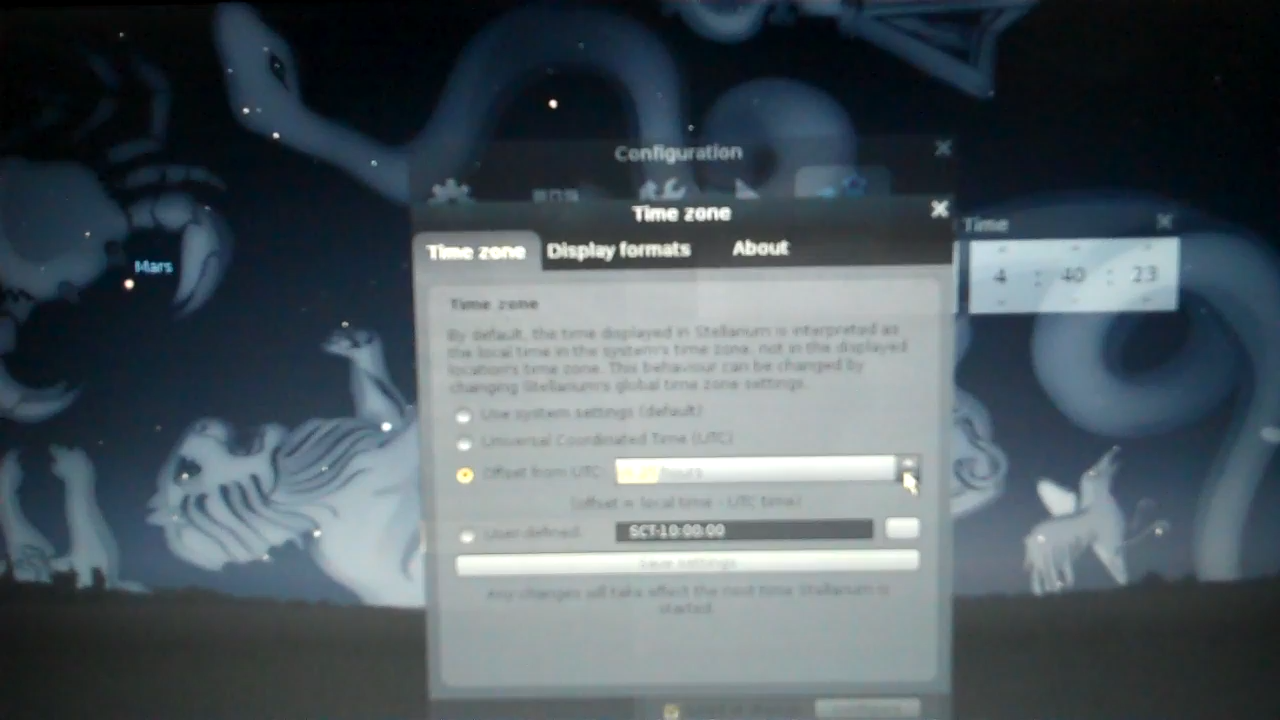 Configuration
Time zone
Time
Time zone
Display formats
About
4 : 40 : 23
Mars
Time zone
By default, the time displayed in Stellarium is interpreted as
the local time in the system's time zone, not in the displayed
location's time zone. This behaviour can be changed by
changing Stellarium's global time zone settings.
Use system settings (default)
Universal Coordinated Time (UTC)
Offset from UTC: hours
(offset = local time - UTC time)
User-defined: SCT-10:00:00
Save settings
Any changes will take effect the next time Stellarium is
started.